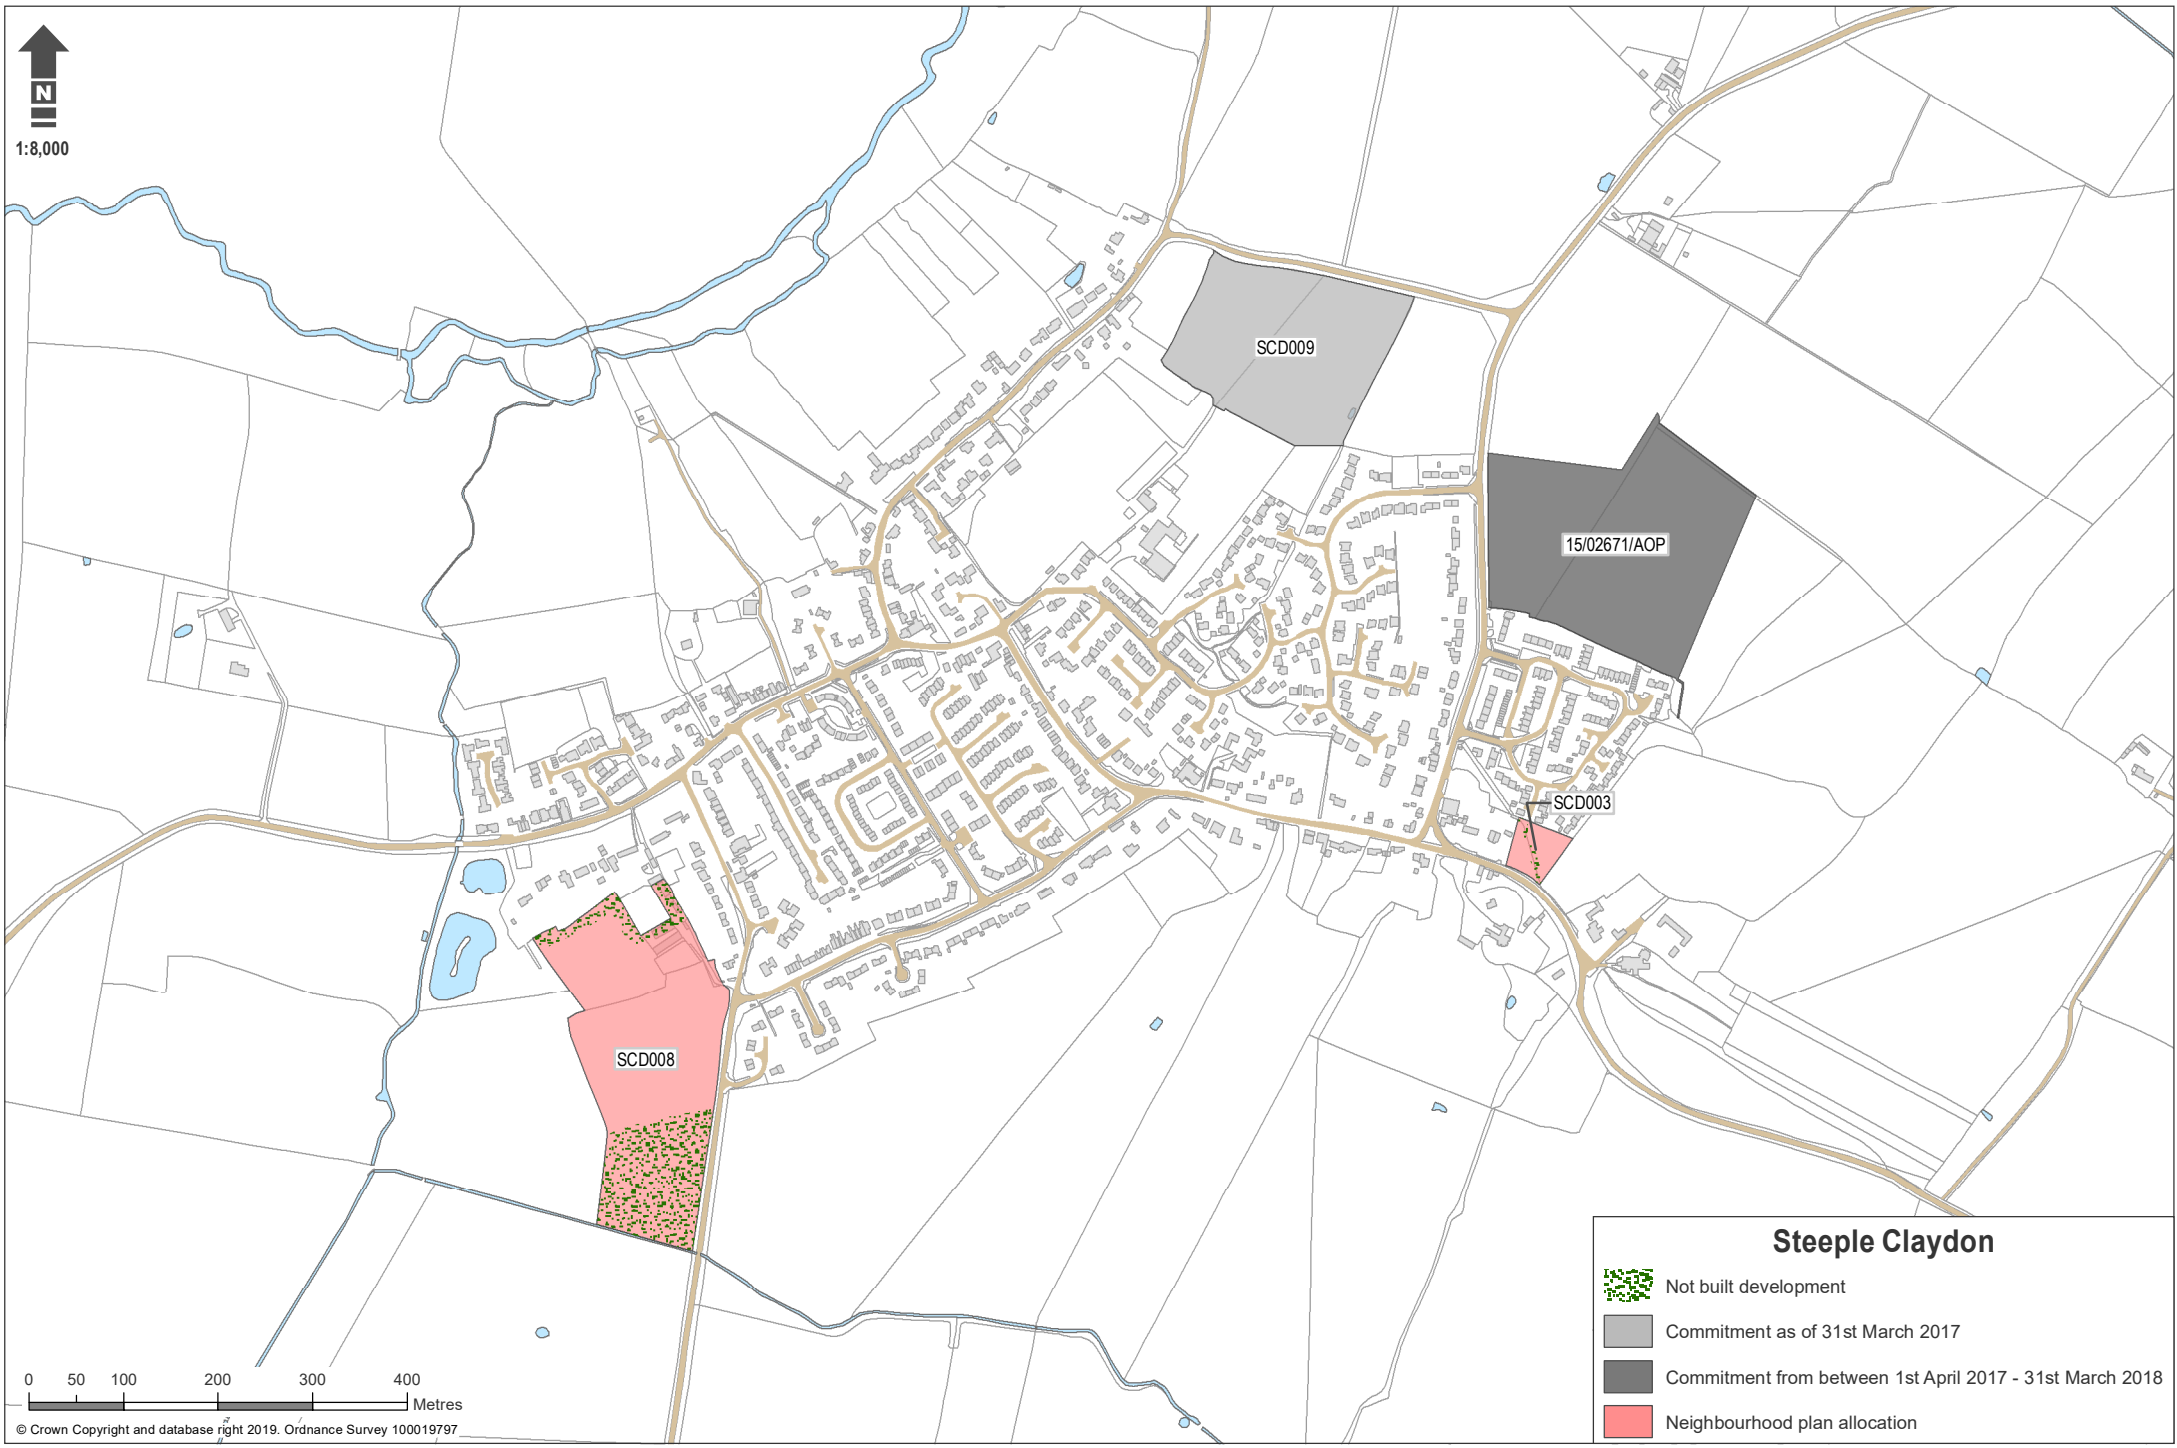 N
1:8,000
SCD009
15/02671/AOP
SCD003
SCD008
Steeple Claydon
Not built development
Commitment as of 31st March 2017
Commitment from between 1st April 2017 - 31st March 2018
Neighbourhood plan allocation
0 50 100 200 300 400
Metres
© Crown Copyright and database right 2019. Ordnance Survey 100019797